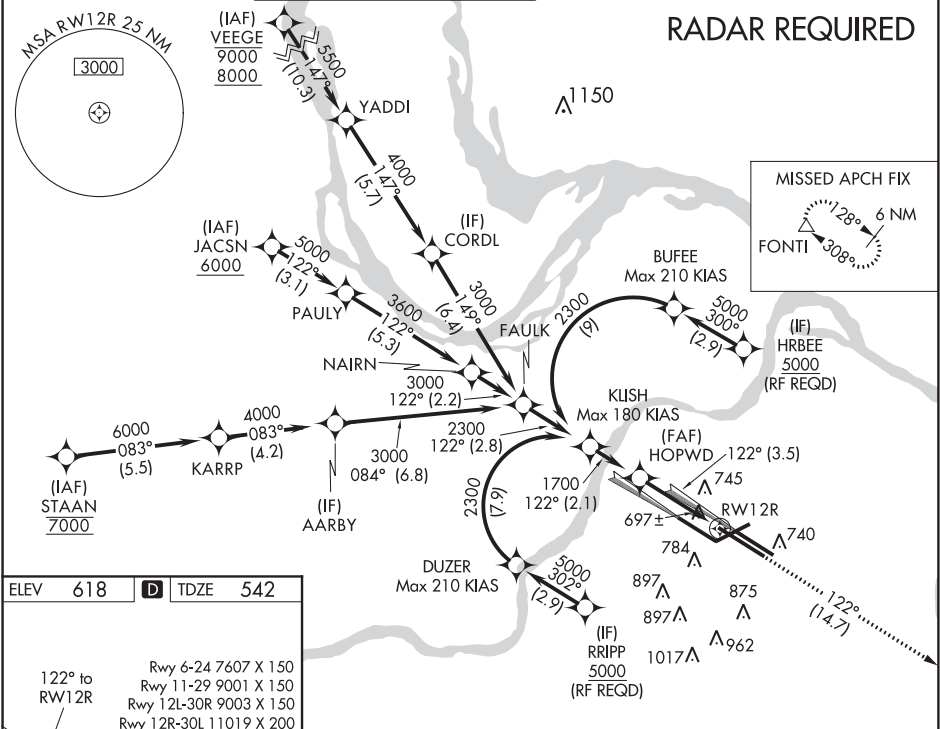 RADAR REQUIRED
MSA RW12R 25 NM
3000
(IAF)
VEEGE
9000
8000
5500
147°
(10.3)
YADDI
1150
4000
147°
(5.7)
MISSED APCH FIX
128°
6 NM
FONTI
308°
(IAF)
JACSN
6000
5000
122°
(3.1)
PAULY
(IF)
CORDL
3000
149°
(6.4)
3600
122°
(5.3)
FAULK
NAIRN
3000
122° (2.2)
BUFEE
Max 210 KIAS
2300
(9)
5000
300°
(2.9)
(IF)
HRBEE
5000
(RF REQD)
KLISH
Max 180 KIAS
2300
122° (2.8)
6000
083°
(5.5)
(IAF)
STAAN
7000
KARRP
4000
083°
(4.2)
(IF)
AARBY
3000
084° (6.8)
(FAF)
HOPWD
122° (3.5)
1700
122° (2.1)
745
697±
RW12R
740
784
2300
(7.9)
DUZER
Max 210 KIAS
5000
302°
(2.9)
(IF)
RRIPP
5000
(RF REQD)
897
897
875
962
1017
122°
(14.7)
ELEV 618 D TDZE 542
122° to
RW12R
Rwy 6-24 7607 X 150
Rwy 11-29 9001 X 150
Rwy 12L-30R 9003 X 150
Rwy 12R-30L 11019 X 200